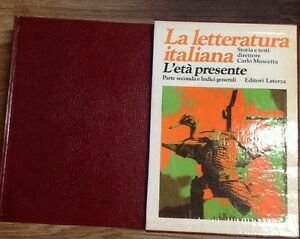 La letteratura
italiana
Storia e testi
direttore
Carlo Muscetta
L'età presente
Parte seconda e Indici generali
Editori Laterza